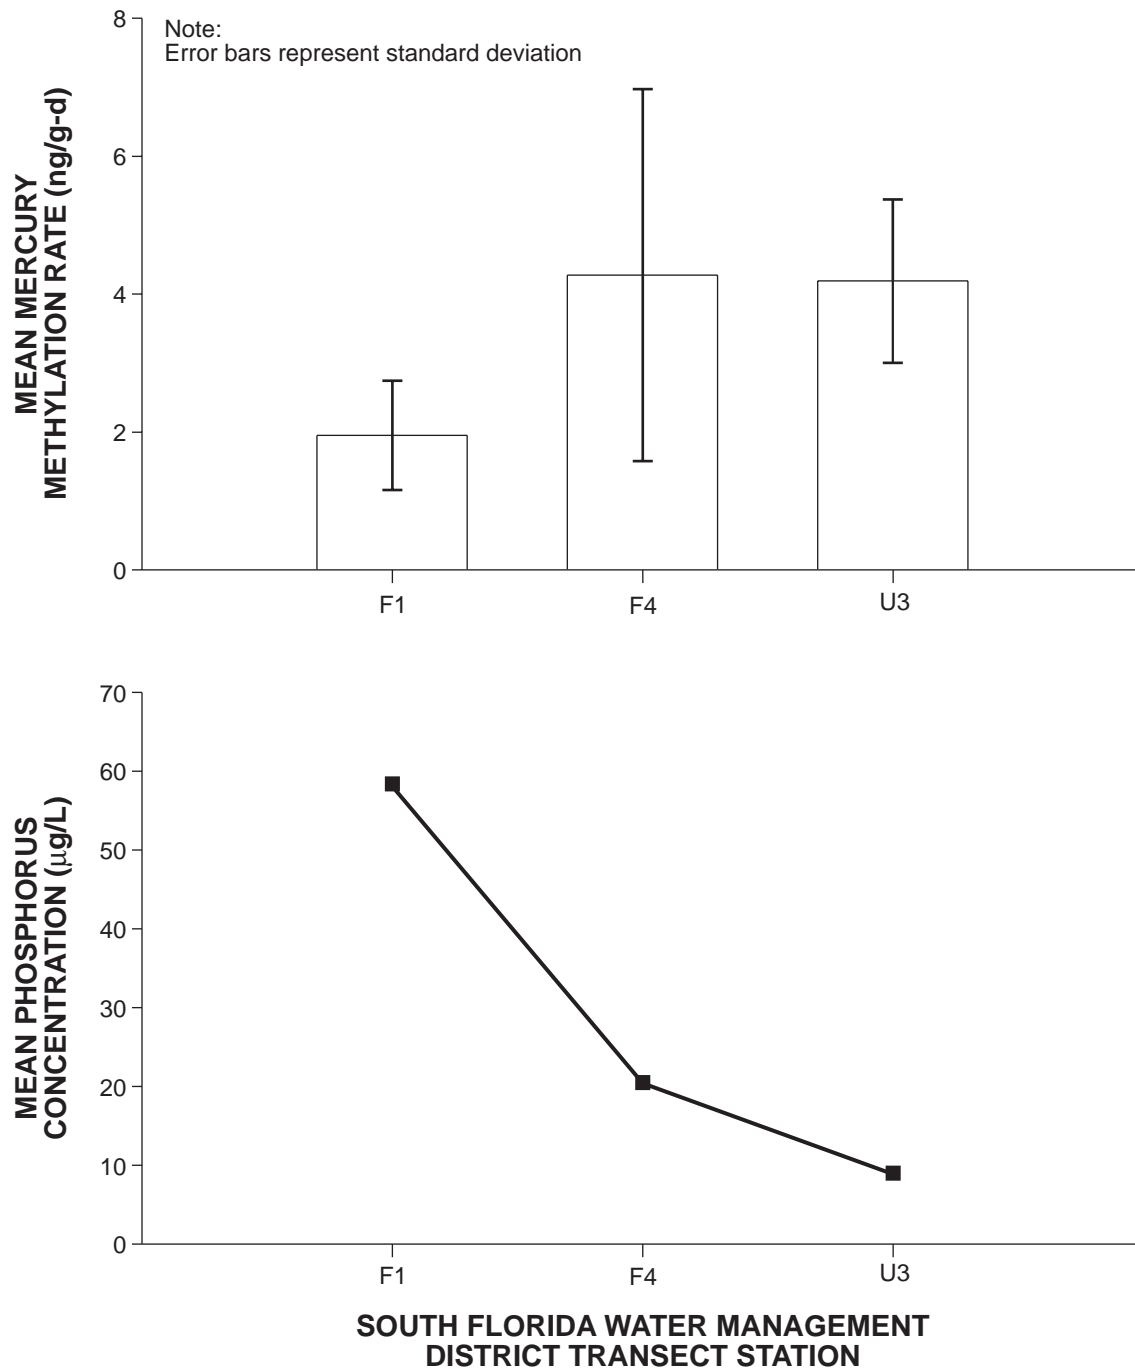 Note:
Error bars represent standard deviation
MEAN MERCURY
METHYLATION RATE (ng/g-d)
8
6
4
2
0
F1
F4
U3
MEAN PHOSPHORUS
CONCENTRATION (μg/L)
70
60
50
40
30
20
10
0
F1
F4
U3
SOUTH FLORIDA WATER MANAGEMENT
DISTRICT TRANSECT STATION